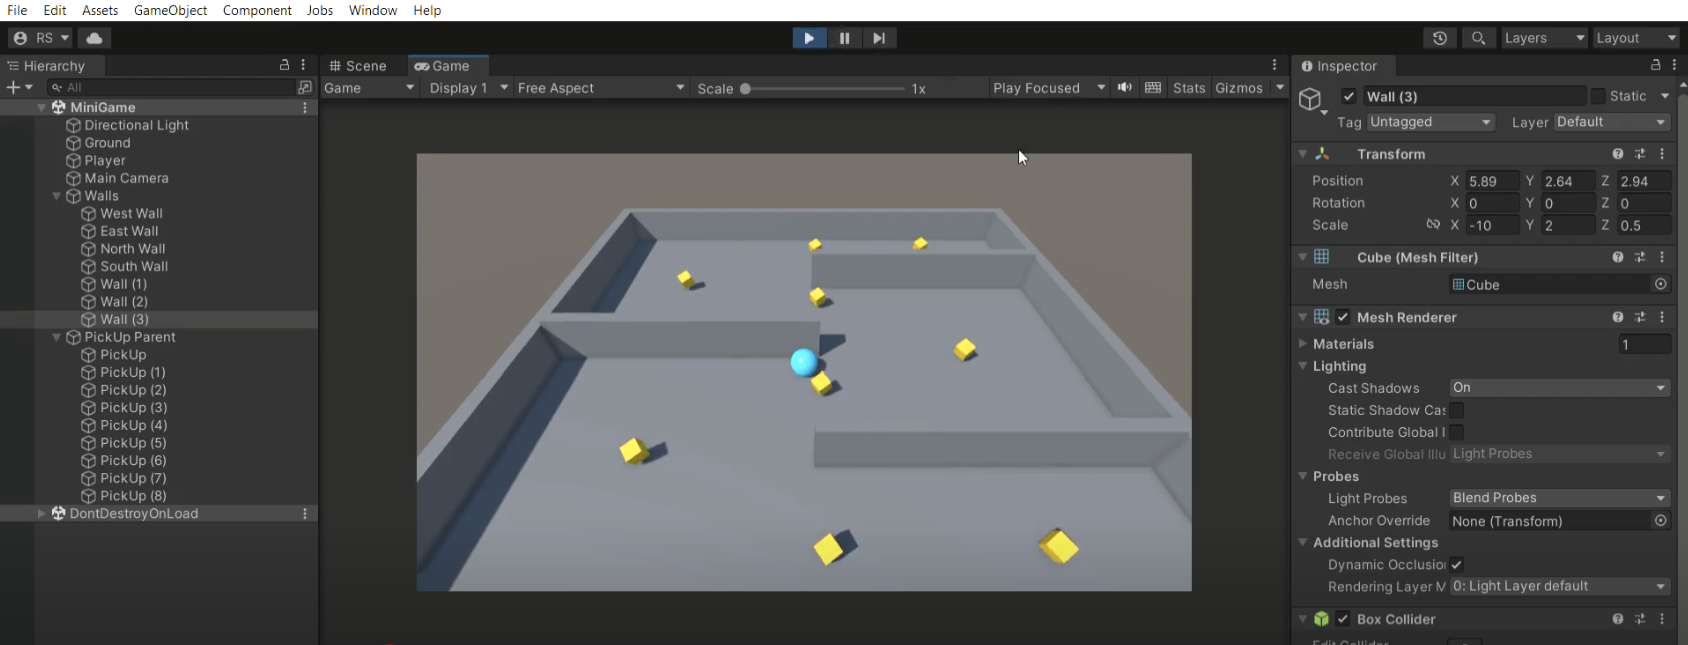 File Edit Assets GameObject Component Jobs Window Help
RS Layers Layout
Hierarchy
All
MiniGame
Directional Light
Ground
Player
Main Camera
Walls
West Wall
East Wall
North Wall
South Wall
Wall (1)
Wall (2)
Wall (3)
PickUp Parent
PickUp
PickUp (1)
PickUp (2)
PickUp (3)
PickUp (4)
PickUp (5)
PickUp (6)
PickUp (7)
PickUp (8)
DontDestroyOnLoad
Scene Game
Game Display 1 Free Aspect Scale 1x Play Focused Stats Gizmos
Inspector
Wall (3) Static
Tag Untagged Layer Default
Transform
Position X 5.89 Y 2.64 Z 2.94
Rotation X 0 Y 0 Z 0
Scale X -10 Y 2 Z 0.5
Cube (Mesh Filter)
Mesh Cube
Mesh Renderer
Materials 1
Lighting
Cast Shadows On
Static Shadow Cas
Contribute Global I
Receive Global Illu Light Probes
Probes
Light Probes Blend Probes
Anchor Override None (Transform)
Additional Settings
Dynamic Occlusio
Rendering Layer M 0: Light Layer default
Box Collider